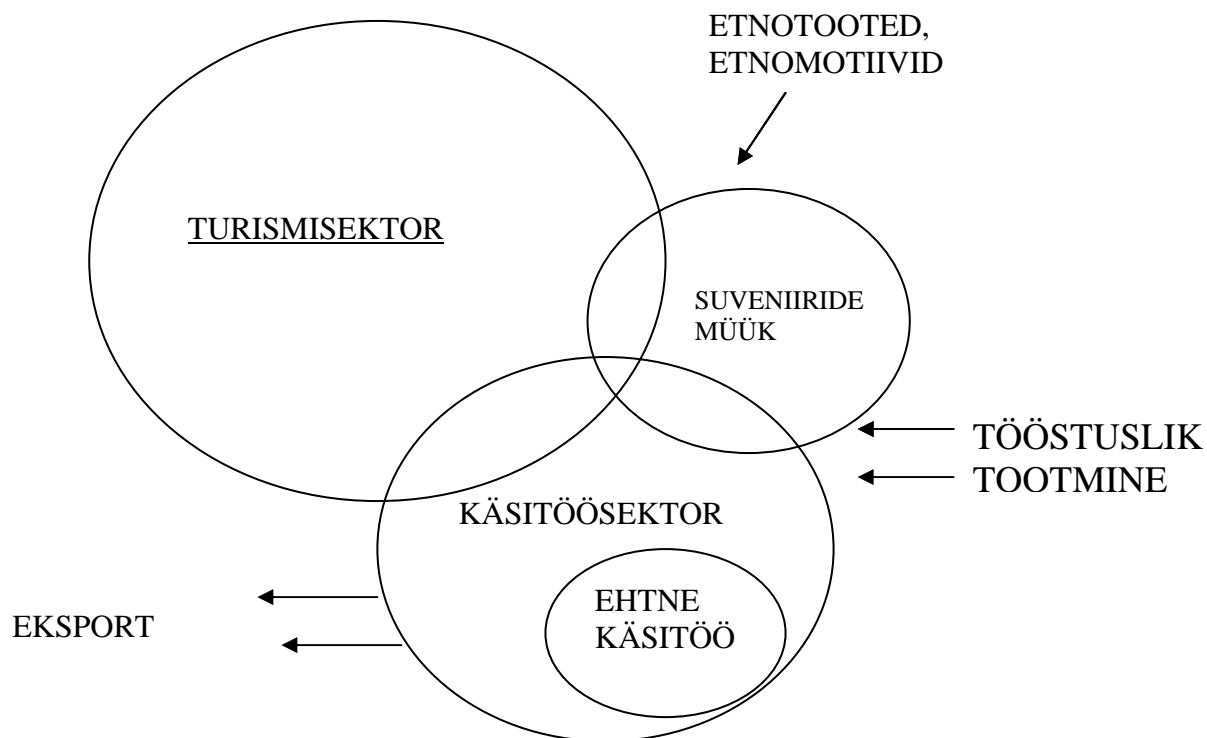 ETNOTOOTED,
ETNOMOTIIVID
TURISMISEKTOR
SUVENIIRIDE
MÜÜK
TÖÖSTUSLIK
TOOTMINE
KÄSITÖÖSEKTOR
EHTNE
KÄSITÖÖ
EKSPORT